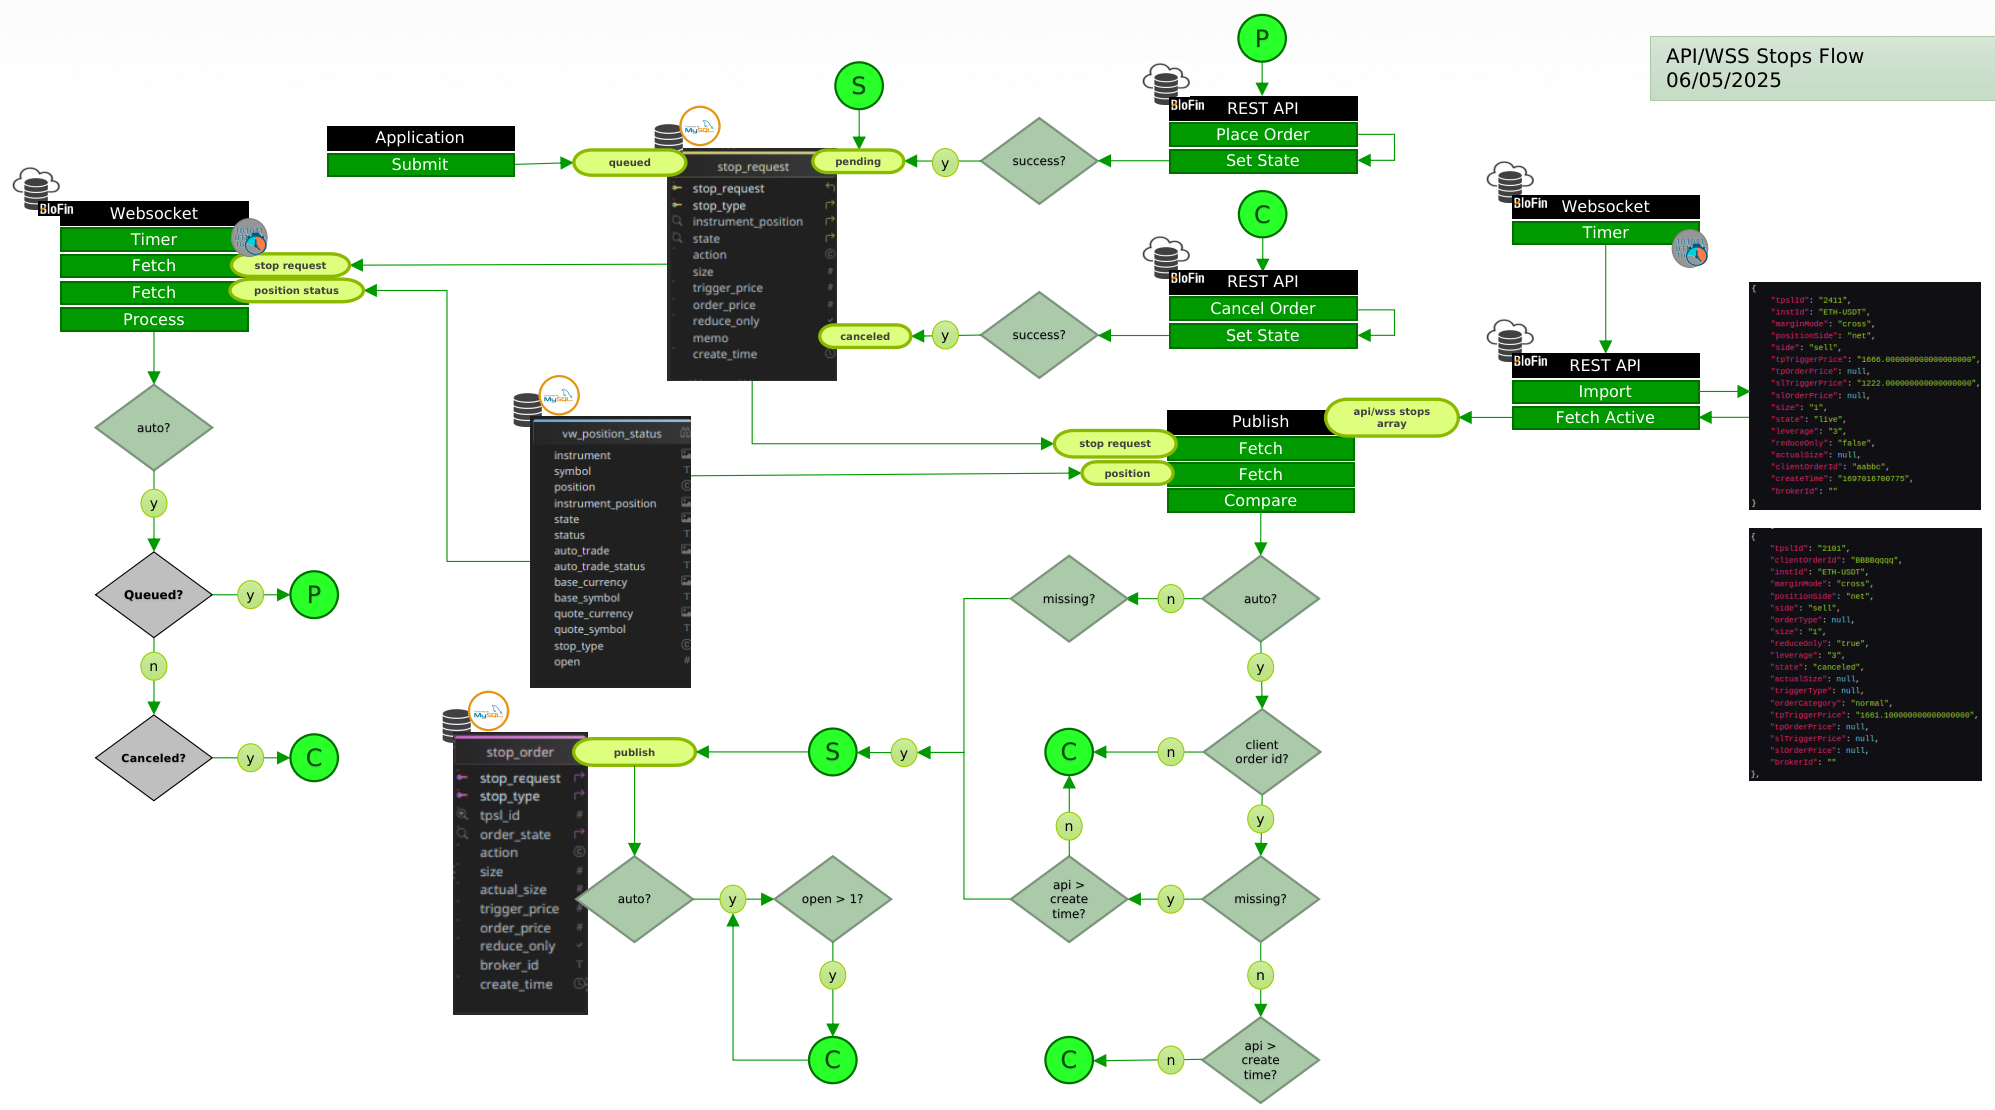 API/WSS Stops Flow
06/05/2025
P
BloFin
REST API
Place Order
Set State
success?
y
S
pending
Application
Submit
queued
MySQL
stop_request
stop_request
stop_type
instrument_position
state
action
size
trigger_price
order_price
reduce_only
memo
create_time
BloFin
Websocket
Timer
Fetch
stop request
Fetch
position status
Process
auto?
y
Queued?
y
P
n
Canceled?
y
C
C
BloFin
REST API
Cancel Order
Set State
success?
y
canceled
BloFin
Websocket
Timer
BloFin
REST API
Import
Fetch Active
api/wss stops
array
{
"tpslId": "2411",
"instId": "ETH-USDT",
"marginMode": "cross",
"positionSide": "net",
"side": "sell",
"tpTriggerPrice": "1666.000000000000000000",
"tpOrderPrice": null,
"slTriggerPrice": "1222.000000000000000000",
"slOrderPrice": null,
"size": "1",
"state": "live",
"leverage": "3",
"reduceOnly": "false",
"actualSize": null,
"clientOrderId": "aabbc",
"createTime": "1697016700775",
"brokerId": ""
}
{
"tpslId": "2101",
"clientOrderId": "BBBBqqqq",
"instId": "ETH-USDT",
"marginMode": "cross",
"positionSide": "net",
"side": "sell",
"orderType": null,
"size": "1",
"reduceOnly": "true",
"leverage": "3",
"state": "canceled",
"actualSize": null,
"triggerType": null,
"orderCategory": "normal",
"tpTriggerPrice": "1661.100000000000000000",
"tpOrderPrice": null,
"slTriggerPrice": null,
"slOrderPrice": null,
"brokerId": ""
},
MySQL
vw_position_status
instrument
symbol
position
instrument_position
state
status
auto_trade
auto_trade_status
base_currency
base_symbol
quote_currency
quote_symbol
stop_type
open
Publish
stop request
Fetch
position
Fetch
Compare
auto?
n
missing?
y
client
order id?
n
C
y
missing?
y
api >
create
time?
n
n
api >
create
time?
n
C
y
S
MySQL
stop_order
publish
stop_request
stop_type
tpsl_id
order_state
action
size
actual_size
trigger_price
order_price
reduce_only
broker_id
create_time
auto?
y
open > 1?
y
C